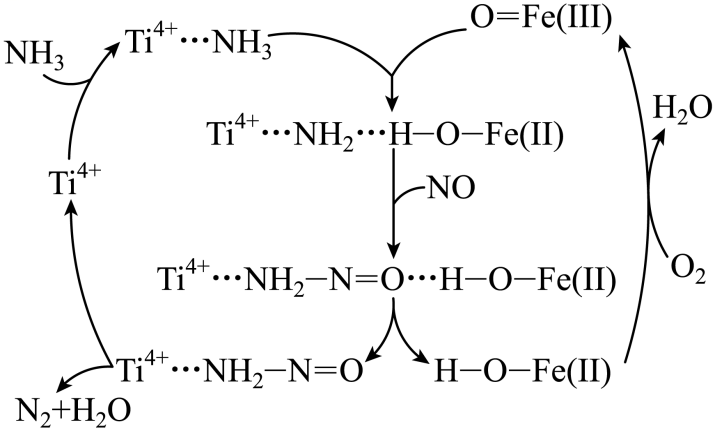 Ti⁴⁺···NH₃
O=Fe(III)
NH₃
H₂O
Ti⁴⁺···NH₂···H–O–Fe(II)
Ti⁴⁺
NO
O₂
Ti⁴⁺···NH₂–N=O···H–O–Fe(II)
Ti⁴⁺···NH₂–N=O
H–O–Fe(II)
N₂+H₂O